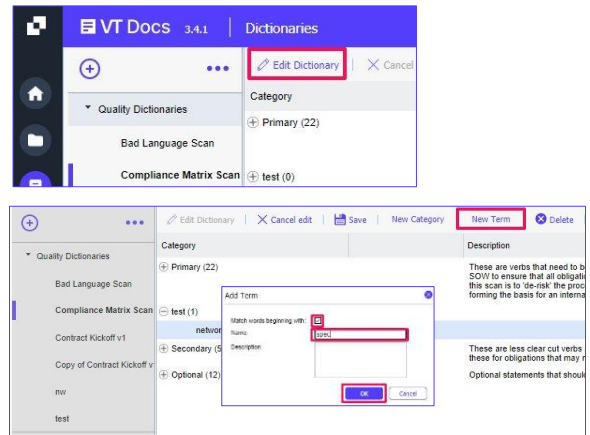 VT Docs 3.4.1 Dictionaries
Edit Dictionary Cancel
Category
Quality Dictionaries
Primary (22)
Bad Language Scan
Compliance Matrix Scan
test (0)
Edit Dictionary Cancel edit Save New Category New Term Delete
Category Description
Quality Dictionaries
Primary (22)
These are verbs that need to b
SOW to ensure that all obligatio
this scan is to 'de-risk' the proc
forming the basis for an interna
Bad Language Scan
Add Term
Compliance Matrix Scan
test (1)
Match words beginning with:
networ
Name:
spec
Contract Kickoff v1
Secondary (5
Description:
These are less clear cut verbs
these for obligations that may r
Copy of Contract Kickoff v
Optional (12)
Optional statements that should
nw
OK Cancel
test